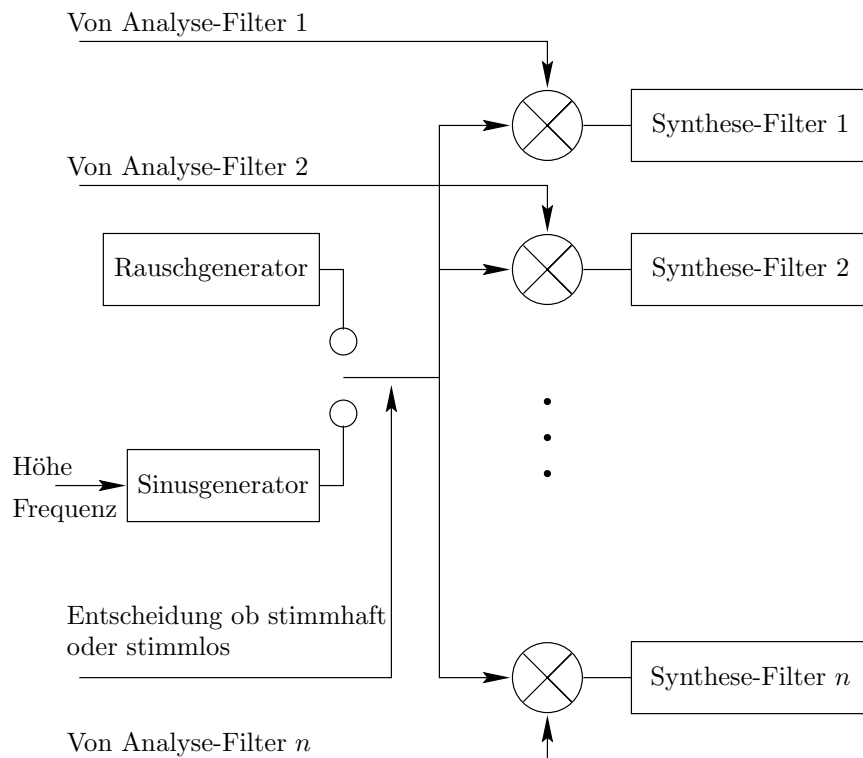 Von Analyse-Filter 1
Synthese-Filter 1
Von Analyse-Filter 2
Rauschgenerator
Synthese-Filter 2
Höhe
Frequenz
Sinusgenerator
Entscheidung ob stimmhaft
oder stimmlos
Synthese-Filter n
Von Analyse-Filter n